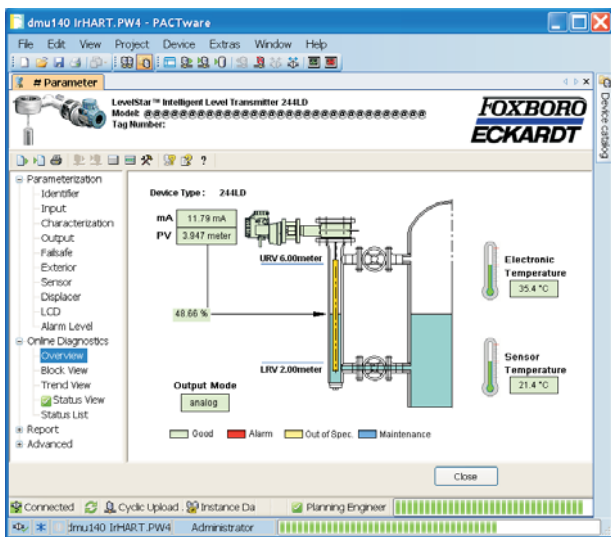 dmu140 IrHART.PW4 - PACTware
File Edit View Project Device Extras Window Help
# Parameter
LevelStar™ Intelligent Level Transmitter 244LD
Model: @@@@@@@@@@@@@@@@@@@@@@@@@@@@@@@@
Tag Number:
FOXBORO
ECKARDT
Device catalog
Parameterization
Identifier
Input
Characterization
Output
Failsafe
Exterior
Sensor
Displacer
LCD
Alarm Level
Online Diagnostics
Overview
Block View
Trend View
Status View
Status List
Report
Advanced
Device Type : 244LD
mA 11.79 mA
PV 3.947 meter
URV 6.00meter
48.66 %
LRV 2.00meter
Output Mode
analog
Electronic
Temperature
35.4 °C
Sensor
Temperature
21.4 °C
Good Alarm Out of Spec. Maintenance
Close
Connected Cyclic Upload. Instance Da Planning Engineer
dmu140 IrHART.PW4 Administrator